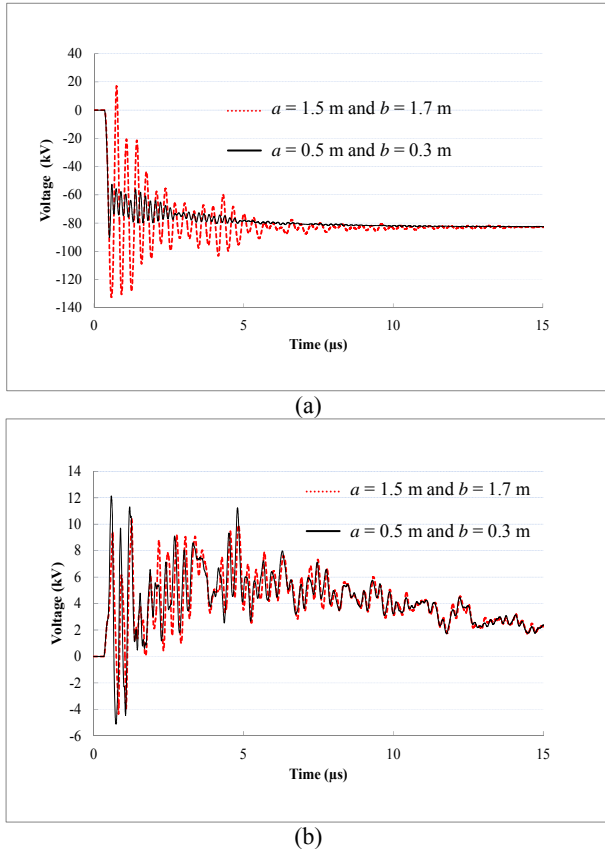 40
20
0
-20
-40
-60
-80
-100
-120
-140
Voltage (kV)
a = 1.5 m and b = 1.7 m
a = 0.5 m and b = 0.3 m
0 5 10 15
Time (µs)
(a)
14
12
10
8
6
4
2
0
-2
-4
-6
Voltage (kV)
a = 1.5 m and b = 1.7 m
a = 0.5 m and b = 0.3 m
0 5 10 15
Time (µs)
(b)